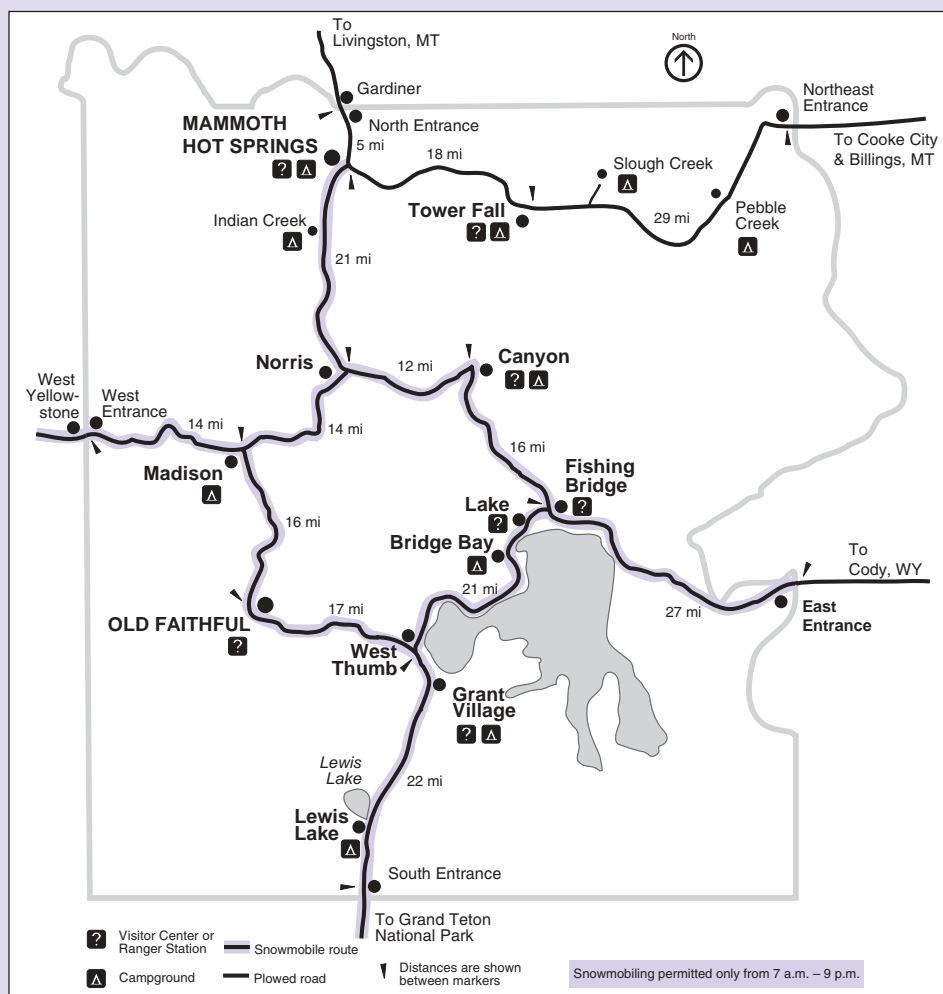 To
Livingston, MT
North
Gardiner
Northeast
Entrance
North Entrance
MAMMOTH
HOT SPRINGS
5 mi
To Cooke City
& Billings, MT
18 mi
Slough Creek
?
Tower Fall
?
29 mi
Pebble
Creek
Indian Creek
21 mi
Norris
12 mi
Canyon
?
West
Yellow-
stone
West
Entrance
14 mi
14 mi
Madison
16 mi
Fishing
Bridge
?
Lake
?
Bridge Bay
16 mi
To
Cody, WY
21 mi
27 mi
East
Entrance
OLD FAITHFUL
?
17 mi
West
Thumb
Grant
Village
?
22 mi
Lewis
Lake
Lewis
Lake
South Entrance
To Grand Teton
National Park
?
Visitor Center or
Ranger Station
Snowmobile route
Campground
Plowed road
Distances are shown
between markers
Snowmobiling permitted only from 7 a.m. – 9 p.m.